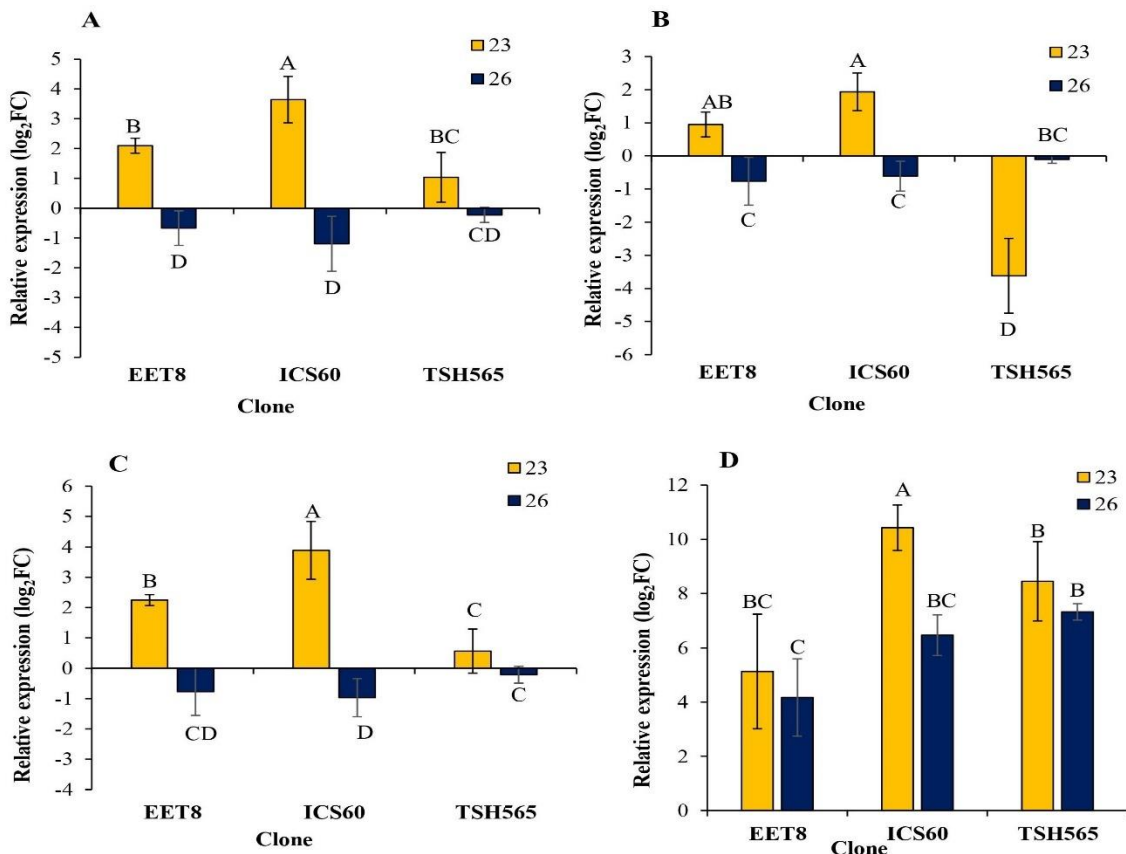 A
Relative expression (log₂FC)
5
4
3
2
1
0
-1
-2
-3
-4
-5
23
26
B
A
BC
D
D
CD
EET8 ICS60 TSH565
Clone
B
Relative expression (log₂FC)
3
2
1
0
-1
-2
-3
-4
-5
-6
23
26
AB
A
BC
C
C
D
EET8 ICS60 TSH565
Clone
C
Relative expression (log₂FC)
6
5
4
3
2
1
0
-1
-2
-3
-4
23
26
B
A
C
CD
D
C
EET8 ICS60 TSH565
Clone
D
Relative expression (log₂FC)
12
10
8
6
4
2
0
23
26
BC
C
A
BC
B
B
EET8 ICS60 TSH565
Clone